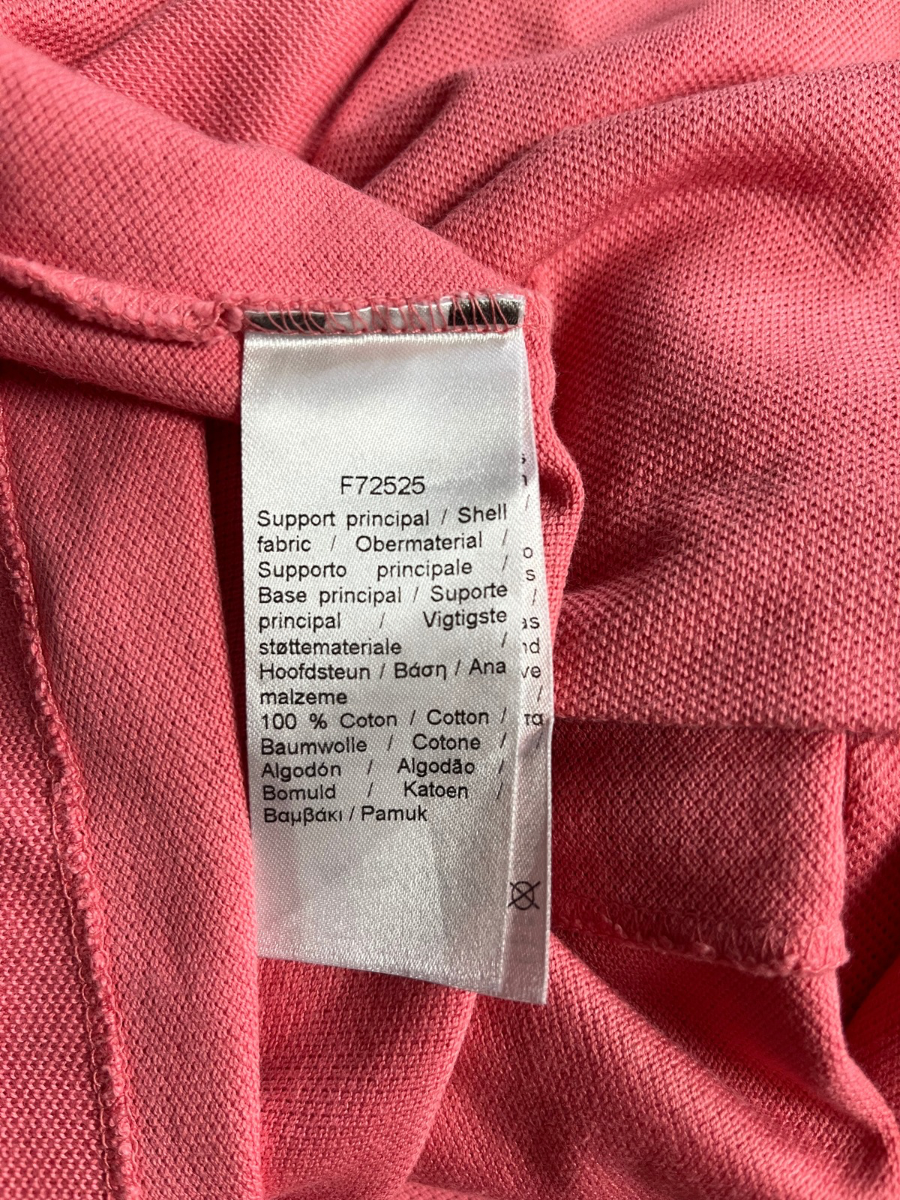 F72525
Support principal / Shell
fabric / Obermaterial /
Supporto principale /
Base principal / Suporte
principal / Vigtigste
støttemateriale /
Hoofdsteun / Βάση / Ana
malzeme
100 % Coton / Cotton /
Baumwolle / Cotone /
Algodón / Algodão /
Bomuld / Katoen /
Βαμβάκι / Pamuk